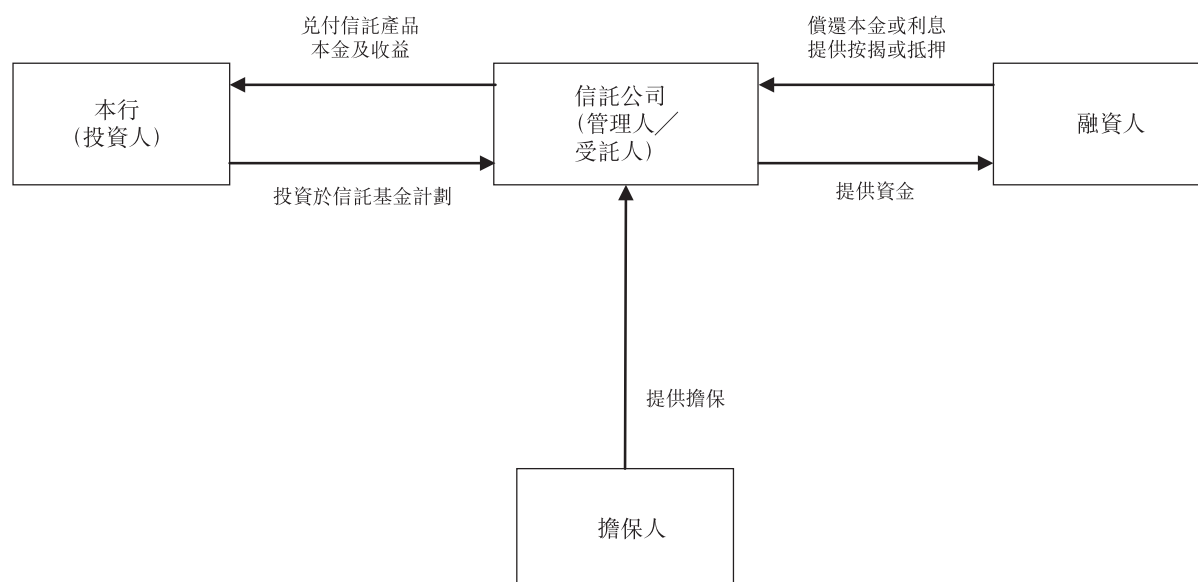 兑付信託產品
本金及收益
償還本金或利息
提供按揭或抵押
本行
（投資人）
信託公司
（管理人／
受託人）
融資人
投資於信託基金計劃
提供資金
提供擔保
擔保人